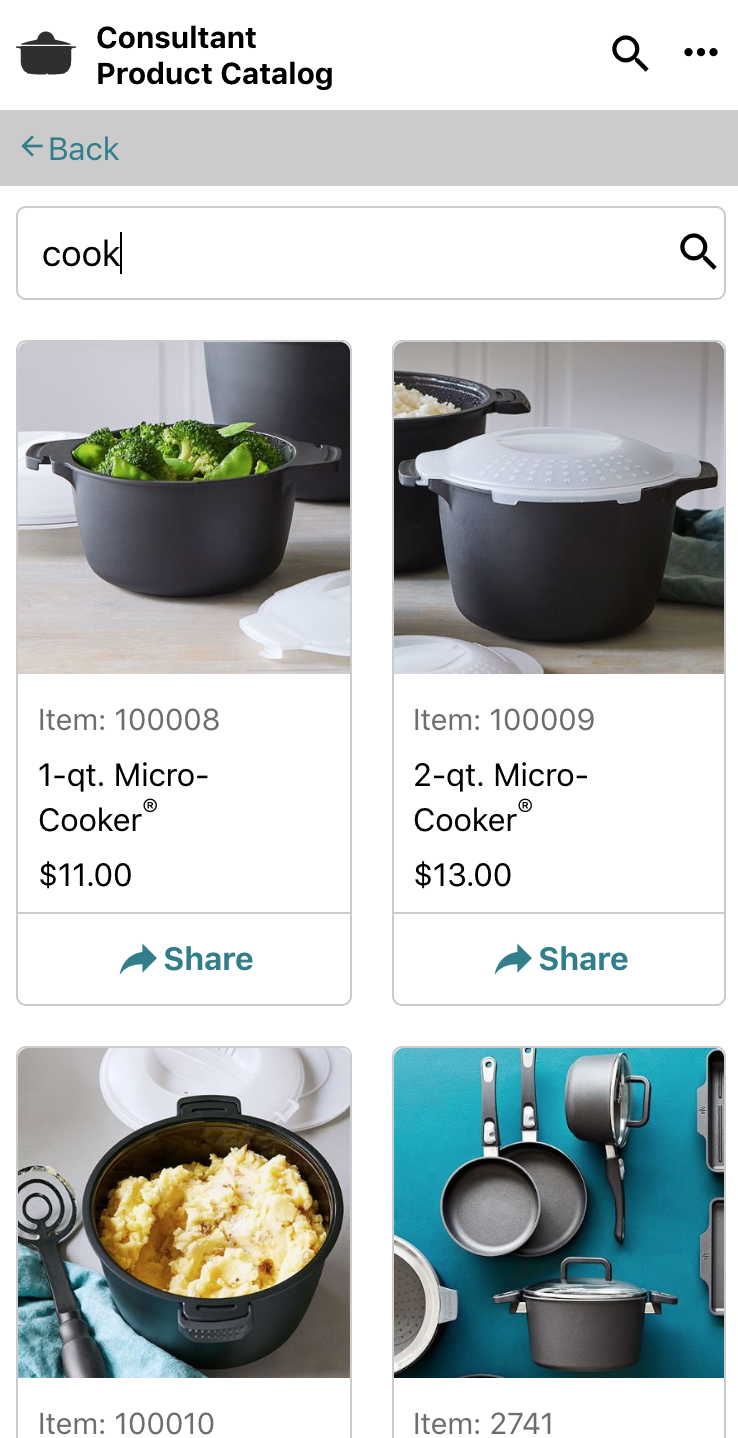 Consultant
Product Catalog
←Back
cook
Item: 100008
1-qt. Micro-
Cooker®
$11.00
Share
Item: 100009
2-qt. Micro-
Cooker®
$13.00
Share
Item: 100010
Item: 2741